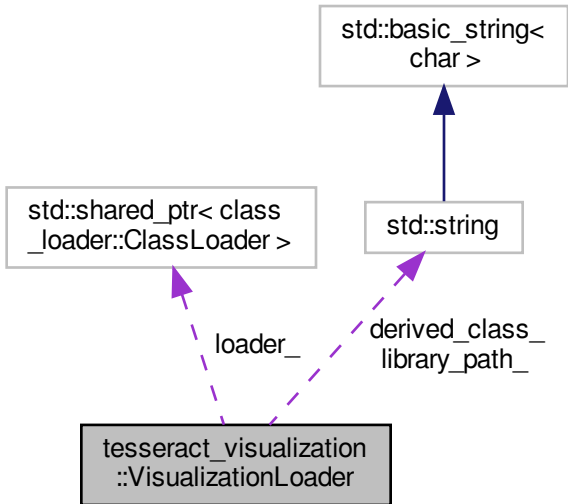 std::basic_string<
char >
std::shared_ptr< class
_loader::ClassLoader >
std::string
loader_
derived_class_
library_path_
tesseract_visualization
::VisualizationLoader